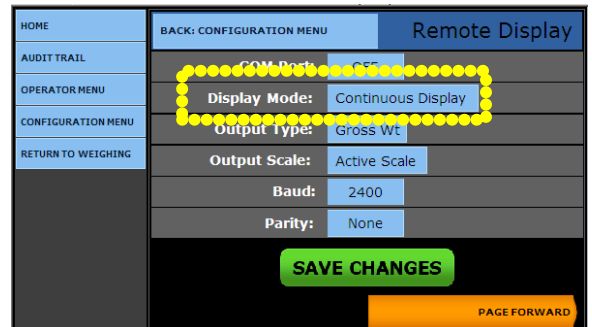 HOME
BACK: CONFIGURATION MENU
Remote Display
AUDIT TRAIL
COM Port: OFF
OPERATOR MENU
Display Mode: Continuous Display
CONFIGURATION MENU
Output Type: Gross Wt
RETURN TO WEIGHING
Output Scale: Active Scale
Baud: 2400
Parity: None
SAVE CHANGES
PAGE FORWARD